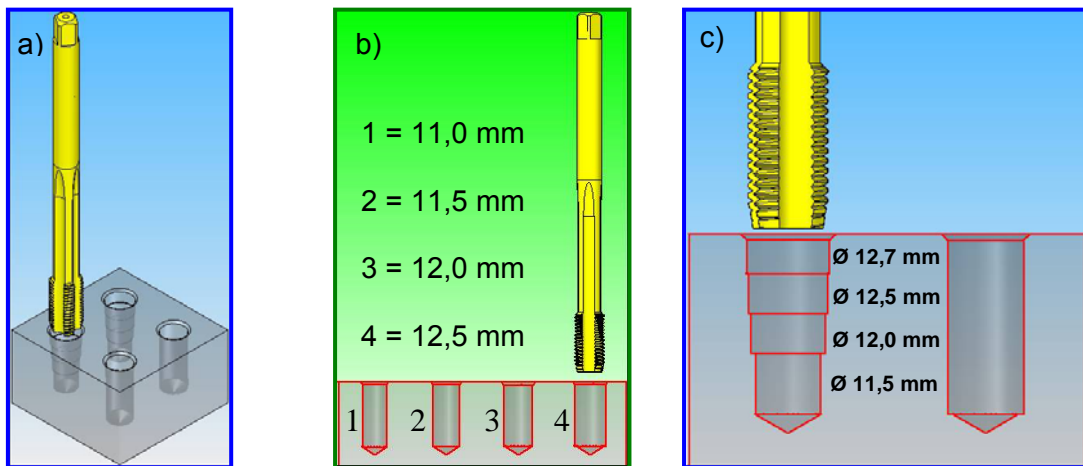 a)
b)
1 = 11,0 mm
2 = 11,5 mm
3 = 12,0 mm
4 = 12,5 mm
1 2 3 4
c)
Ø 12,7 mm
Ø 12,5 mm
Ø 12,0 mm
Ø 11,5 mm